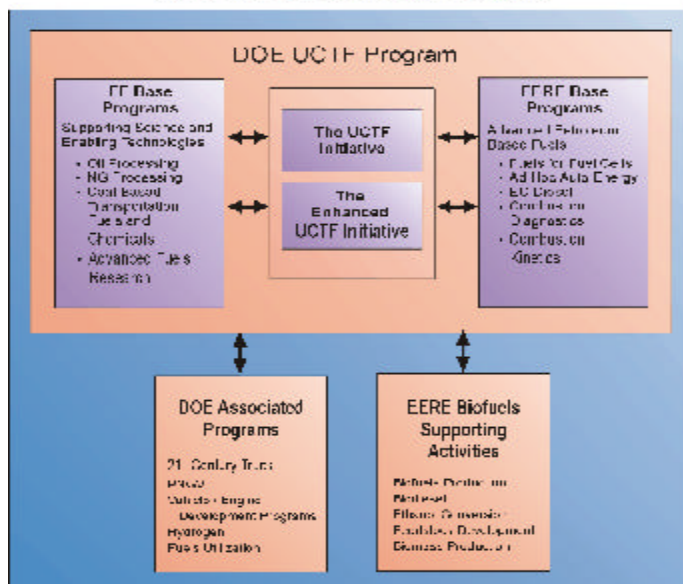 DOE UCTF Program
FE Base
Programs
Supporting Science and
Enabling Technologies
• Oil Processing
• NG Processing
• Coal Based
Transportation
Fuels and
Chemicals
• Advanced Fuels
Research
The UCTF
Initiative
The
Enhanced
UCTF Initiative
EERE Base
Programs
Advanced Petroleum
Based Fuels
• Fuels for Fuel Cells
• Ad Hoc Auto Energy
• EC Diesel
• Combustion
Diagnostics
• Combustion
Kinetics
DOE Associated
Programs
21st Century Truck
Vehicle / Engine
Development Programs
Hydrogen
Fuels Utilization
EERE Biofuels
Supporting
Activities
Biofuels Production
Biodiesel
Ethanol Conversion
Feedstock Development
Biomass Production